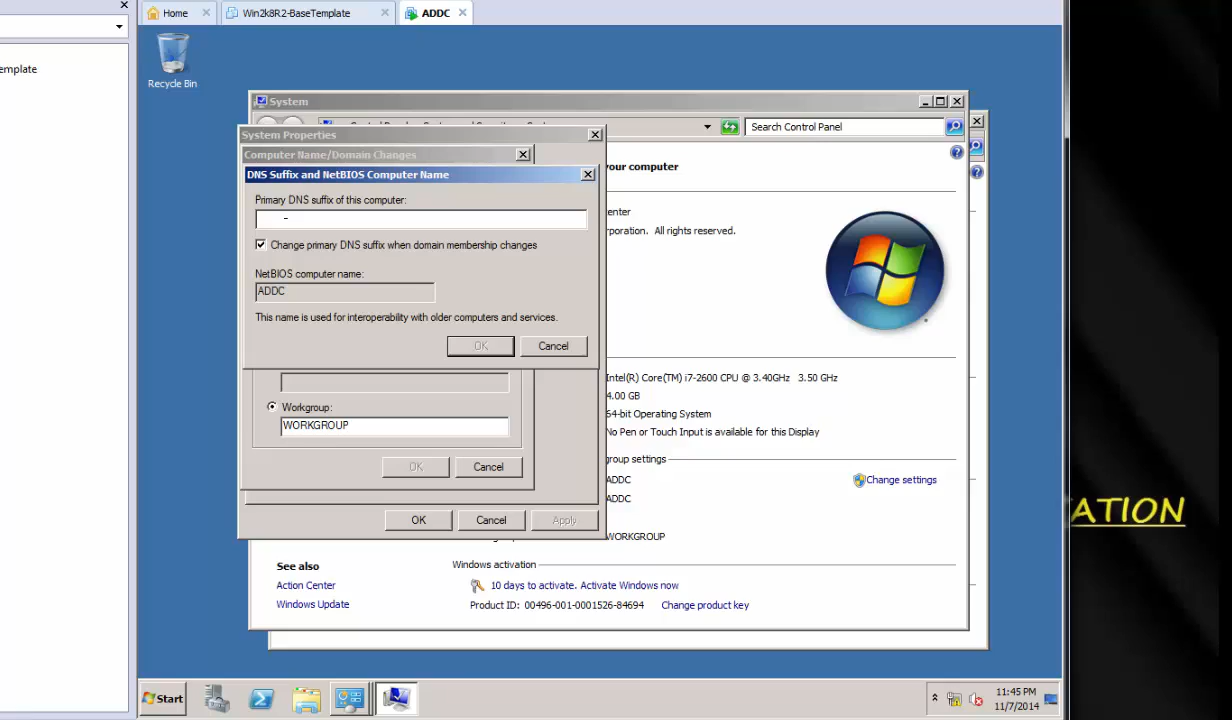 Home
Win2k8R2-BaseTemplate
ADDC
emplate
Recycle Bin
System
Search Control Panel
System Properties
Computer Name/Domain Changes
DNS Suffix and NetBIOS Computer Name
your computer
Primary DNS suffix of this computer:
enter
rporation. All rights reserved.
Change primary DNS suffix when domain membership changes
NetBIOS computer name:
ADDC
This name is used for interoperability with older computers and services.
OK
Cancel
Intel(R) Core(TM) i7-2600 CPU @ 3.40GHz 3.50 GHz
4.00 GB
Workgroup:
64-bit Operating System
WORKGROUP
No Pen or Touch Input is available for this Display
group settings
OK
Cancel
ADDC
Change settings
ADDC
ATION
OK
Cancel
Apply
WORKGROUP
See also
Windows activation
Action Center
10 days to activate. Activate Windows now
Windows Update
Product ID: 00496-001-0001526-84694
Change product key
Start
11:45 PM
11/7/2014